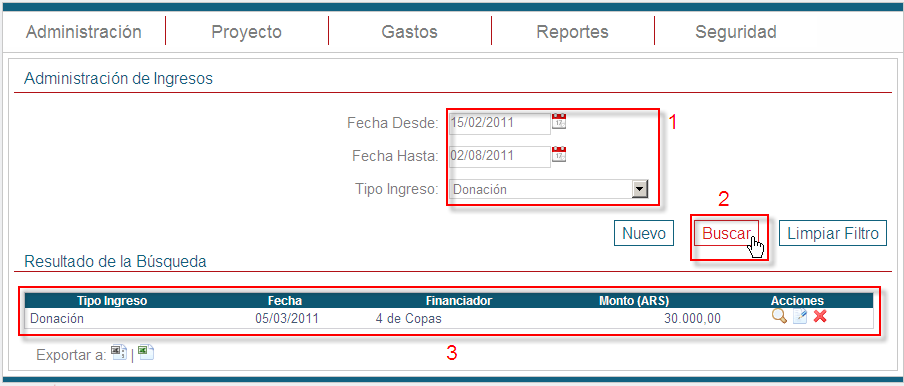 Administración Proyecto Gastos Reportes Seguridad
Administración de Ingresos
Fecha Desde: 15/02/2011 1
Fecha Hasta: 02/08/2011
Tipo Ingreso: Donación
2
Nuevo Buscar Limpiar Filtro
Resultado de la Búsqueda
Tipo Ingreso Fecha Financiador Monto (ARS) Acciones
Donación 05/03/2011 4 de Copas 30.000,00
Exportar a: | 3